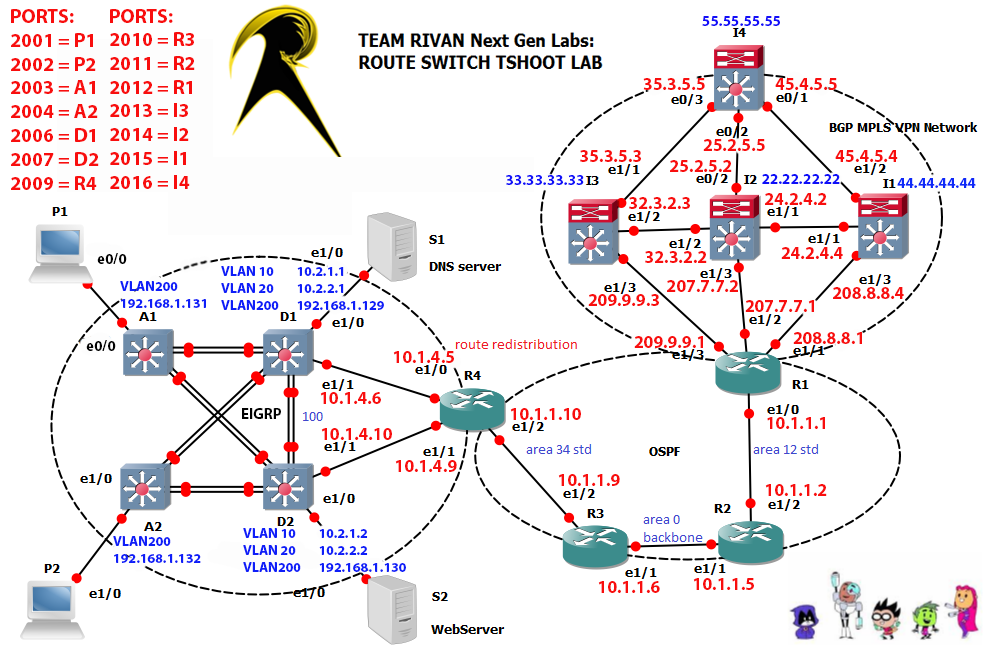 PORTS: PORTS:
2001 = P1 2010 = R3
2002 = P2 2011 = R2
2003 = A1 2012 = R1
2004 = A2 2013 = I3
2006 = D1 2014 = I2
2007 = D2 2015 = I1
2009 = R4 2016 = I4
TEAM RIVAN Next Gen Labs:
ROUTE SWITCH TSHOOT LAB
55.55.55.55
I4
35.3.5.5
e0/3
45.4.5.5
e0/1
BGP MPLS VPN Network
e0/2
25.2.5.5
35.3.5.3
e1/1
25.2.5.2
e0/2
45.4.5.4
e1/2
33.33.33.33
I3
I2
22.22.22.22
I1
44.44.44.44
32.3.2.3
e1/2
24.2.4.2
e1/1
e1/2
32.3.2.2
e1/1
24.2.4.4
e1/3
209.9.9.3
e1/3
207.7.7.2
e1/3
208.8.8.4
207.7.7.1
e1/2
209.9.9.1
e1/3
208.8.8.1
e1/1
R1
e1/0
10.1.1.1
P1
e0/0
S1
DNS server
e1/0
VLAN 10 10.2.1.1
VLAN 20 10.2.2.1
VLAN200 192.168.1.129
VLAN200
192.168.1.131
A1
D1
e1/0
e0/0
10.1.4.5
e1/0
route redistribution
R4
e1/1
10.1.4.6
EIGRP
100
10.1.1.10
e1/2
10.1.4.10
e1/1
e1/1
10.1.4.9
area 34 std
OSPF
area 12 std
e1/0
e1/0
10.1.1.9
e1/2
10.1.1.2
e1/2
A2
D2
R3
R2
area 0
backbone
VLAN200
192.168.1.132
VLAN 10 10.2.1.2
VLAN 20 10.2.2.2
VLAN200 192.168.1.130
e1/1
10.1.1.6
e1/1
10.1.1.5
P2
e1/0
e1/0
S2
WebServer